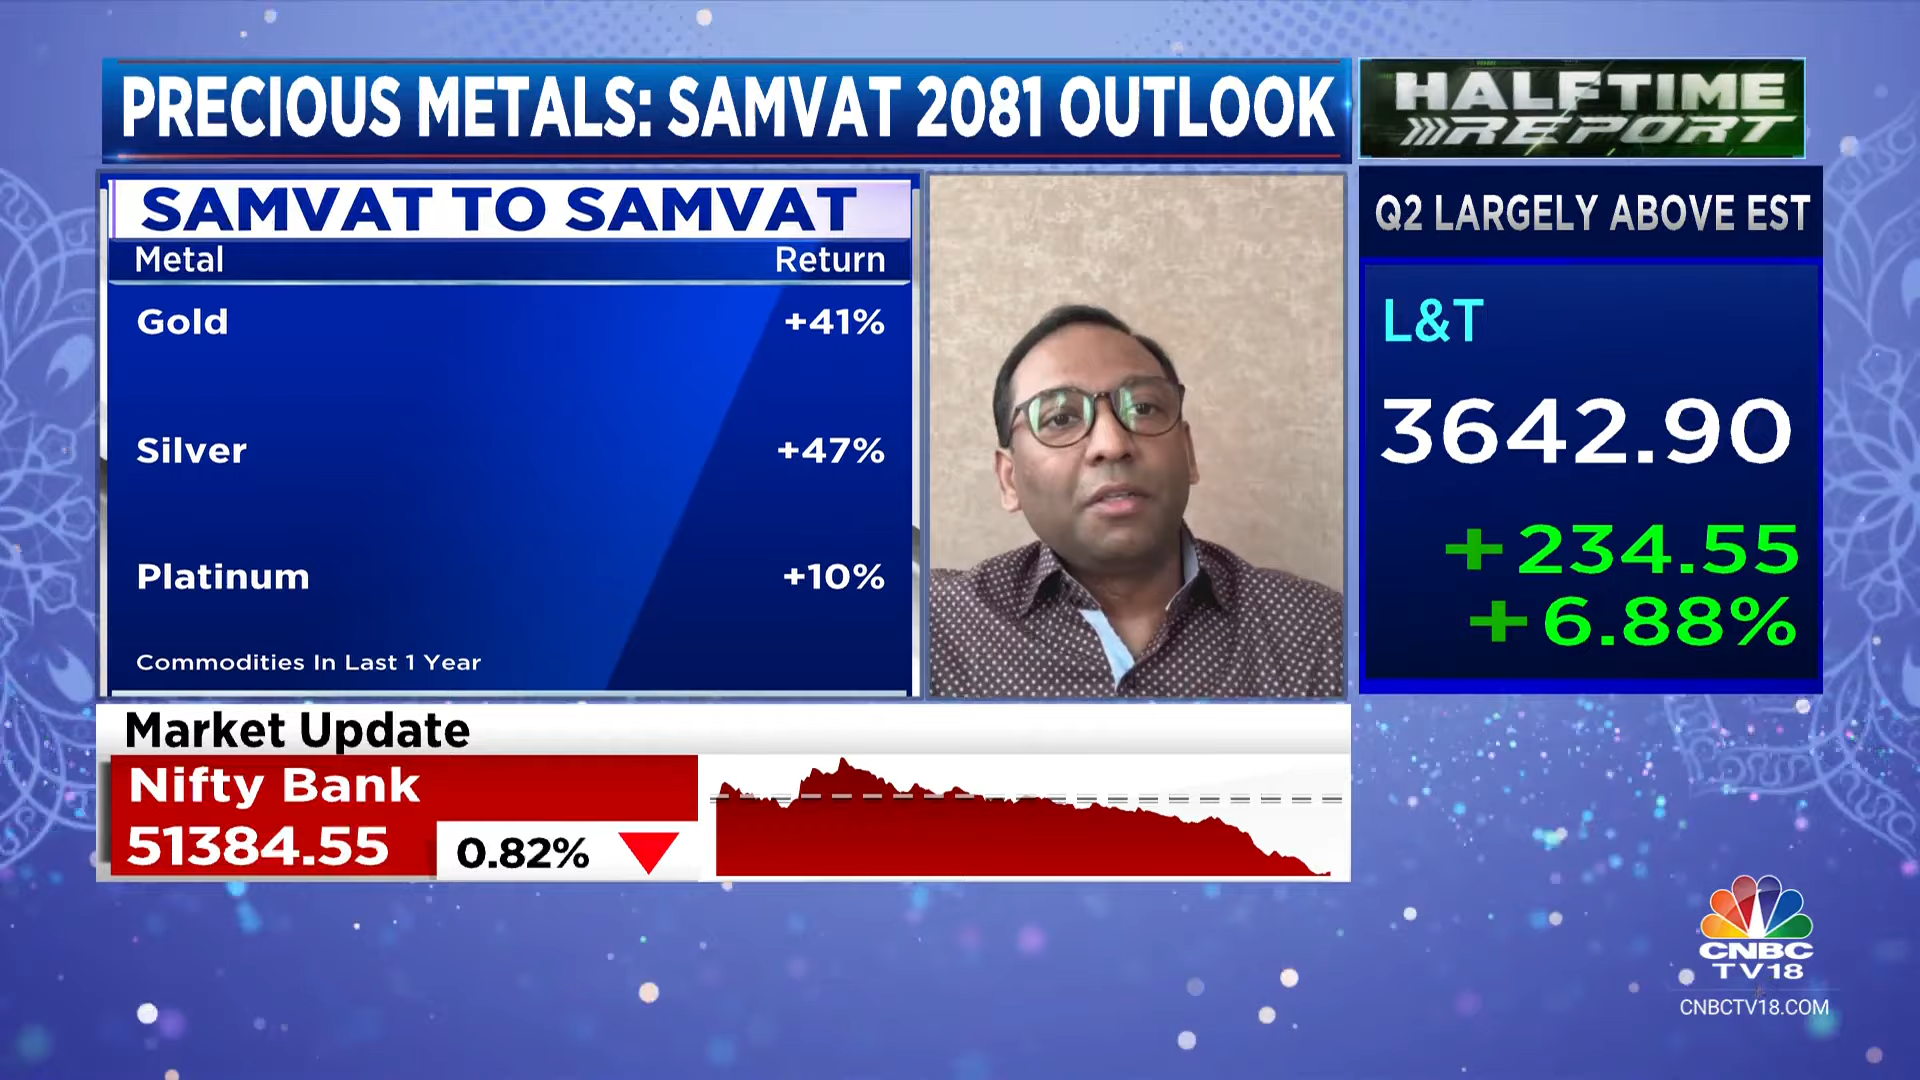 PRECIOUS METALS: SAMVAT 2081 OUTLOOK
HALFTIME
REPORT
SAMVAT TO SAMVAT
Metal Return
Gold +41%
Silver +47%
Platinum +10%
Commodities In Last 1 Year
Q2 LARGELY ABOVE EST
L&T
3642.90
+234.55
+6.88%
Market Update
Nifty Bank
51384.55
0.82%
CNBC
TV18
CNBCTV18.COM